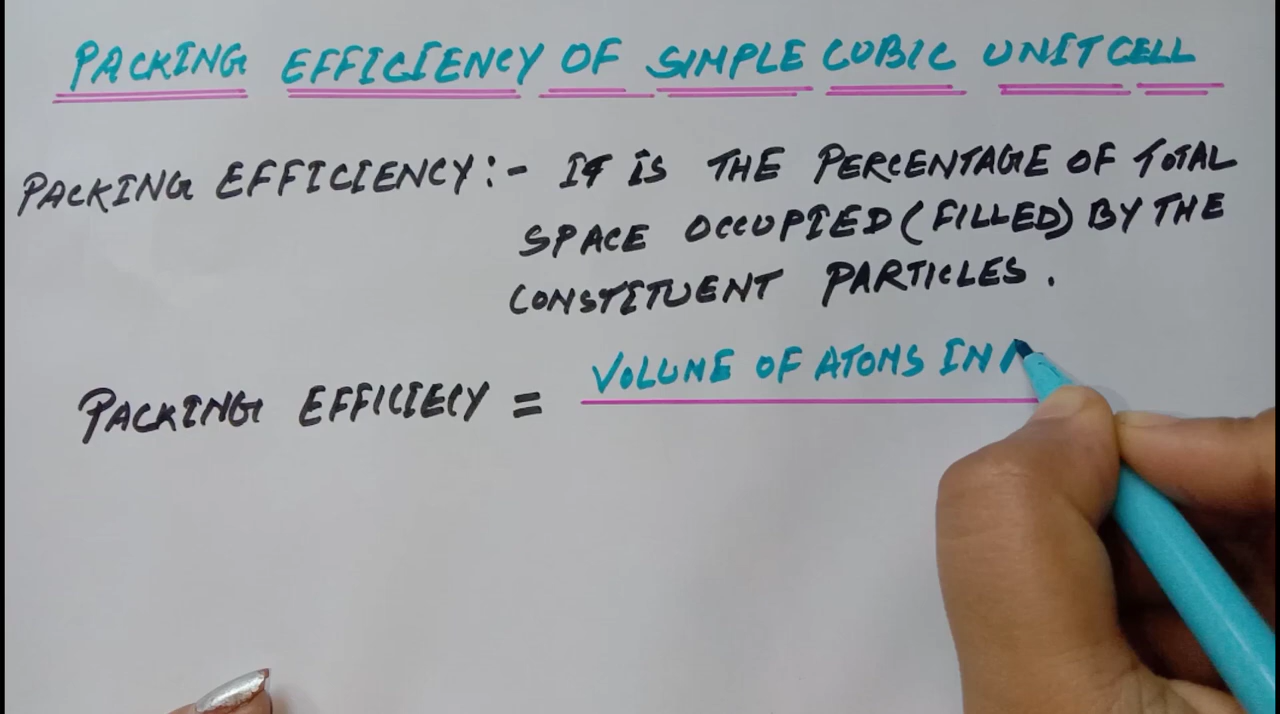 PACKING EFFICIENCY OF SIMPLE CUBIC UNIT CELL
PACKING EFFICIENCY:- IT IS THE PERCENTAGE OF TOTAL
SPACE OCCUPIED (FILLED) BY THE
CONSTITUENT PARTICLES.
VOLUME OF ATOMS IN
PACKING EFFICIECY =